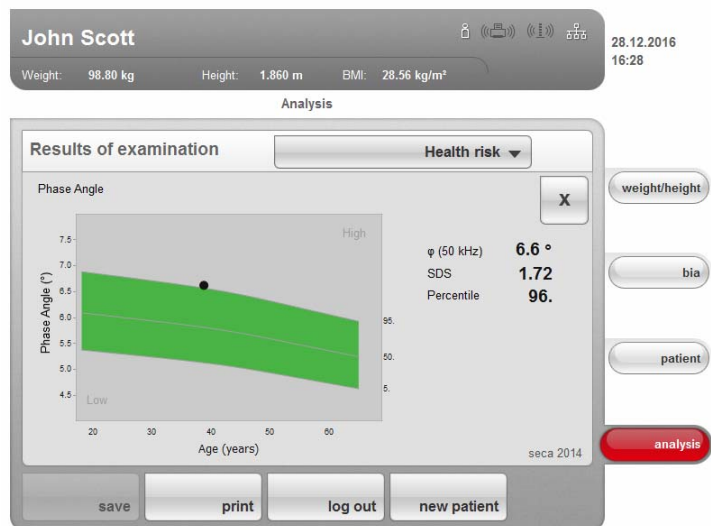 John Scott
Weight: 98.80 kg Height: 1.860 m BMI: 28.56 kg/m²
28.12.2016
16:28
Analysis
Results of examination
Health risk
Phase Angle
X
High
Low
Phase Angle (°)
7.5
7.0
6.5
6.0
5.5
5.0
4.5
95.
50.
5.
20 30 40 50 60
Age (years)
φ (50 kHz) 6.6 °
SDS 1.72
Percentile 96.
seca 2014
weight/height
bia
patient
analysis
save print log out new patient